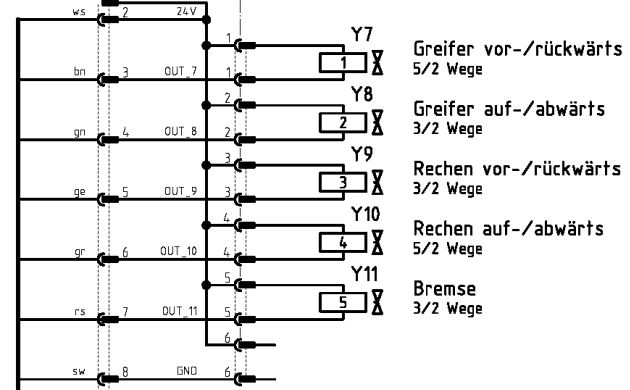 ws 2 24V
1 Y7
1 Greifer vor-/rückwärts
bn 3 OUT_7 1 5/2 Wege
2 Y8
2 Greifer auf-/abwärts
gn 4 OUT_8 2 3/2 Wege
3 Y9
3 Rechen vor-/rückwärts
ge 5 OUT_9 3 3/2 Wege
4 Y10
4 Rechen auf-/abwärts
gr 6 OUT_10 4 5/2 Wege
5 Y11
5 Bremse
rs 7 OUT_11 5 3/2 Wege
6
sw 8 GND 6